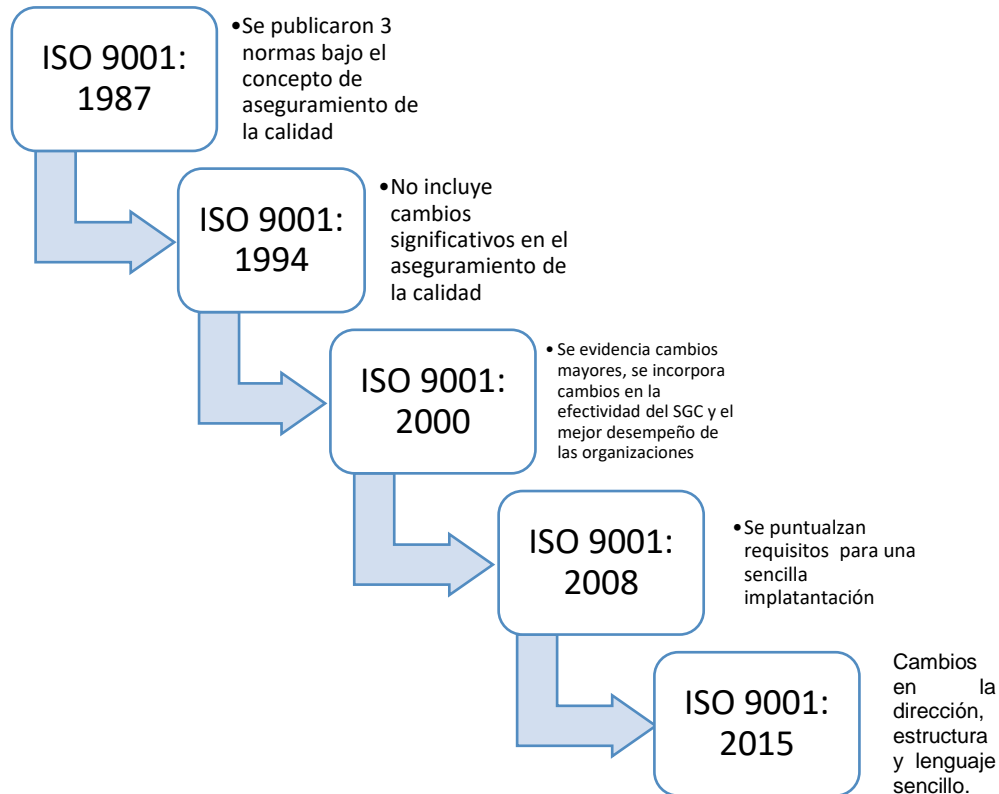 ISO 9001:
1987
•Se publicaron 3
normas bajo el
concepto de
aseguramiento de
la calidad
ISO 9001:
1994
•No incluye
cambios
significativos en el
aseguramiento de
la calidad
ISO 9001:
2000
• Se evidencia cambios
mayores, se incorpora
cambios en la
efectividad del SGC y el
mejor desempeño de
las organizaciones
ISO 9001:
2008
•Se puntualzan
requisitos para una
sencilla
implatantación
ISO 9001:
2015
Cambios
en la
dirección,
estructura
y lenguaje
sencillo.